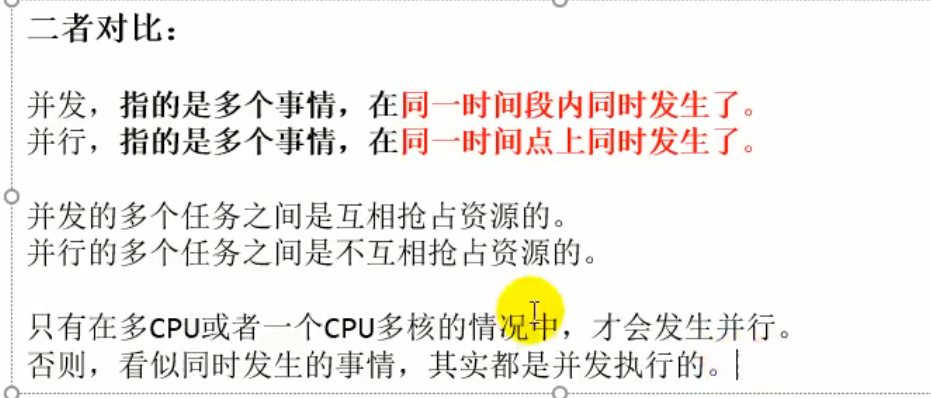 二者对比：
并发，指的是多个事情，在同一时间段内同时发生了。
并行，指的是多个事情，在同一时间点上同时发生了。
并发的多个任务之间是互相抢占资源的。
并行的多个任务之间是不互相抢占资源的。
只有在多CPU或者一个CPU多核的情况中，才会发生并行。
否则，看似同时发生的事情，其实都是并发执行的。